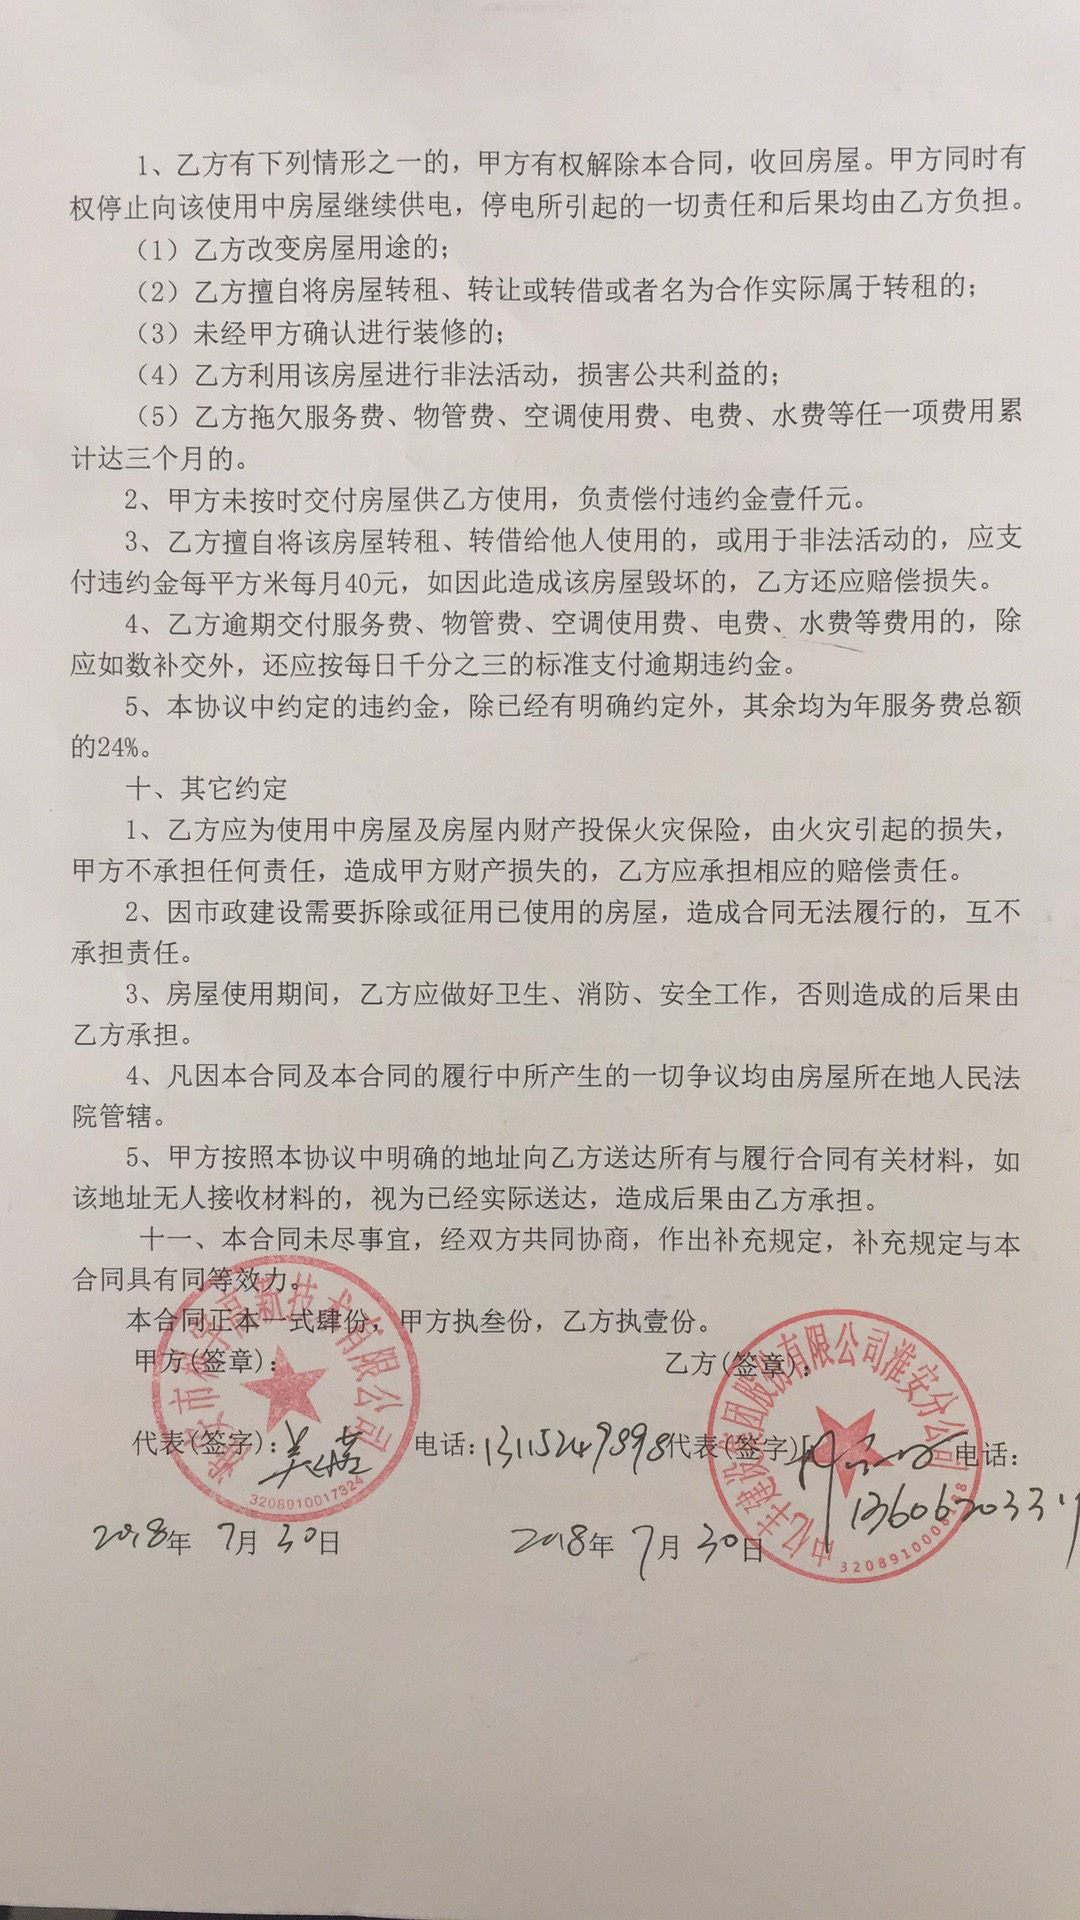 1、乙方有下列情形之一的，甲方有权解除本合同，收回房屋。甲方同时有
权停止向该使用中房屋继续供电，停电所引起的一切责任和后果均由乙方负担。
（1）乙方改变房屋用途的；
（2）乙方擅自将房屋转租、转让或转借或者名为合作实际属于转租的；
（3）未经甲方确认进行装修的；
（4）乙方利用该房屋进行非法活动，损害公共利益的；
（5）乙方拖欠服务费、物管费、空调使用费、电费、水费等任一项费用累
计达三个月的。
2、甲方未按时交付房屋供乙方使用，负责偿付违约金壹仟元。
3、乙方擅自将该房屋转租、转借给他人使用的，或用于非法活动的，应支
付违约金每平方米每月40元，如因此造成该房屋毁坏的，乙方还应赔偿损失。
4、乙方逾期交付服务费、物管费、空调使用费、电费、水费等费用的，除
应如数补交外，还应按每日千分之三的标准支付逾期违约金。
5、本协议中约定的违约金，除已经有明确约定外，其余均为年服务费总额
的24%。
十、其它约定
1、乙方应为使用中房屋及房屋内财产投保火灾保险，由火灾引起的损失，
甲方不承担任何责任，造成甲方财产损失的，乙方应承担相应的赔偿责任。
2、因市政建设需要拆除或征用已使用的房屋，造成合同无法履行的，互不
承担责任。
3、房屋使用期间，乙方应做好卫生、消防、安全工作，否则造成的后果由
乙方承担。
4、凡因本合同及本合同的履行中所产生的一切争议均由房屋所在地人民法
院管辖。
5、甲方按照本协议中明确的地址向乙方送达所有与履行合同有关材料，如
该地址无人接收材料的，视为已经实际送达，造成后果由乙方承担。
十一、本合同未尽事宜，经双方共同协商，作出补充规定，补充规定与本
合同具有同等效力。
本合同正本一式肆份，甲方执叁份，乙方执壹份。
甲方(签章)： 乙方(签章)：
代表(签字)： 电话：13115249898 代表(签字) 电话：
136062033
2018年 7月 30日 2018年 7月 30日
高新技术有限公司
3208910017324
中亿丰建设集团股份有限公司淮安分公司